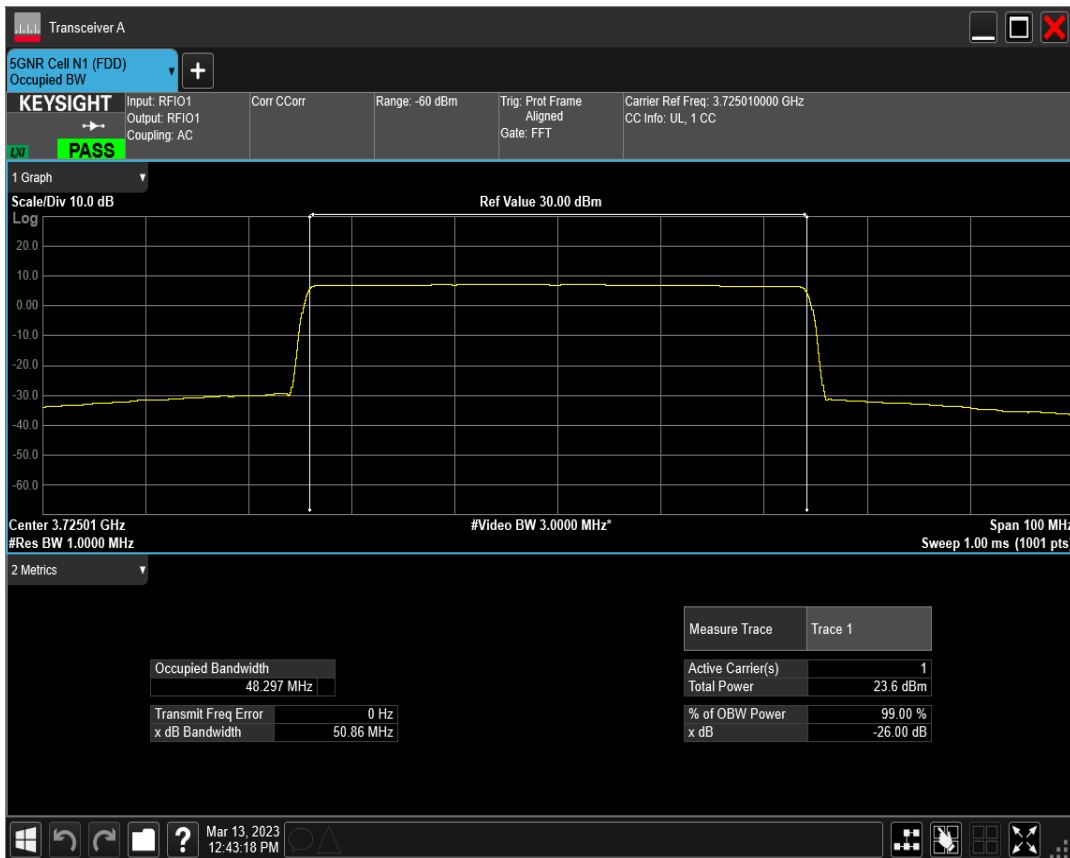 Transceiver A
5GNR Cell N1 (FDD)
Occupied BW
+
KEYSIGHT
LXI
PASS
Input: RFIO1
Output: RFIO1
Coupling: AC
Corr CCorr
Range: -60 dBm
Trig: Prot Frame
Aligned
Gate: FFT
Carrier Ref Freq: 3.725010000 GHz
CC Info: UL, 1 CC
1 Graph
Scale/Div 10.0 dB
Ref Value 30.00 dBm
Log
20.0
10.0
0.00
-10.0
-20.0
-30.0
-40.0
-50.0
-60.0
Center 3.72501 GHz
#Video BW 3.0000 MHz*
Span 100 MHz
#Res BW 1.0000 MHz
Sweep 1.00 ms (1001 pts)
2 Metrics
Measure Trace Trace 1
Occupied Bandwidth
48.297 MHz
Active Carrier(s) 1
Total Power 23.6 dBm
Transmit Freq Error 0 Hz
x dB Bandwidth 50.86 MHz
% of OBW Power 99.00 %
x dB -26.00 dB
?
Mar 13, 2023
12:43:18 PM